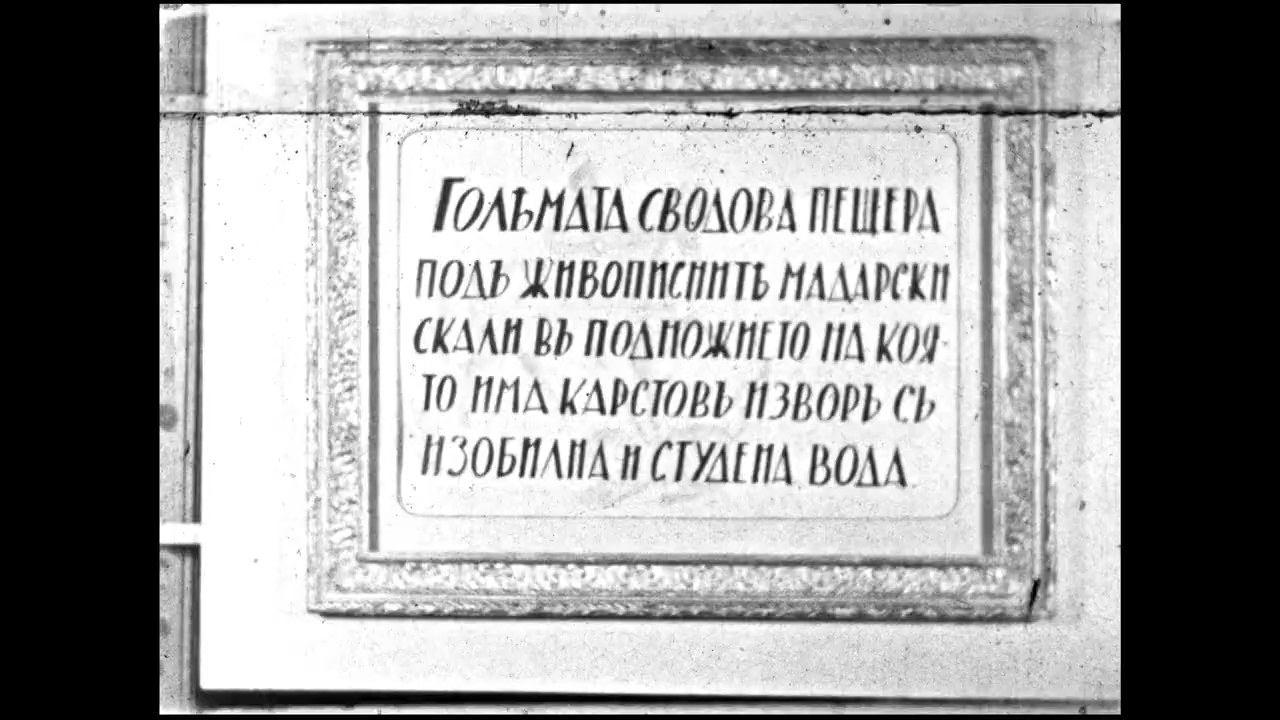 Голѣмата сводова пещера
подъ живописнитѣ мадарски
скали въ подножието на коя-
то има карстовъ изворъ съ
изобилна и студена вода.